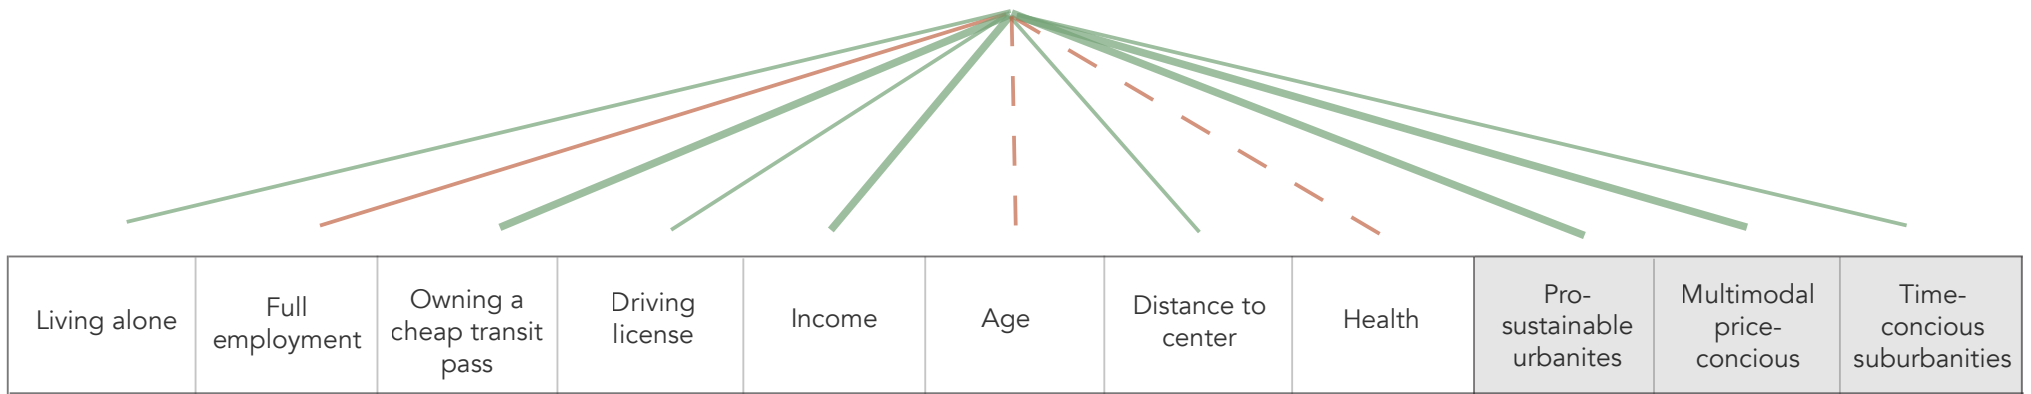 Living alone
Full
employment
Owning a
cheap transit
pass
Driving
license
Income
Age
Distance to
center
Health
Pro-
sustainable
urbanites
Multimodal
price-
concious
Time-
concious
suburbanities